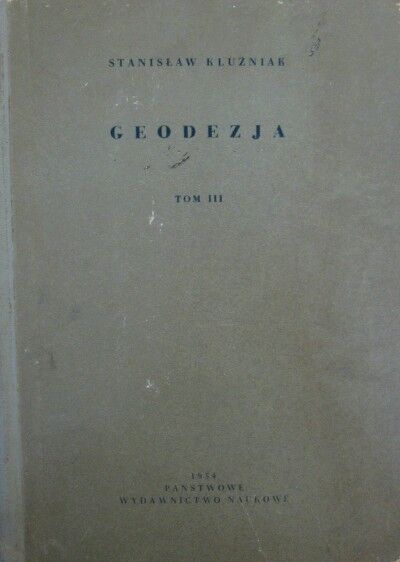 STANISŁAW KLUŹNIAK
GEODEZJA
TOM III
1954
PAŃSTWOWE
WYDAWNICTWO NAUKOWE